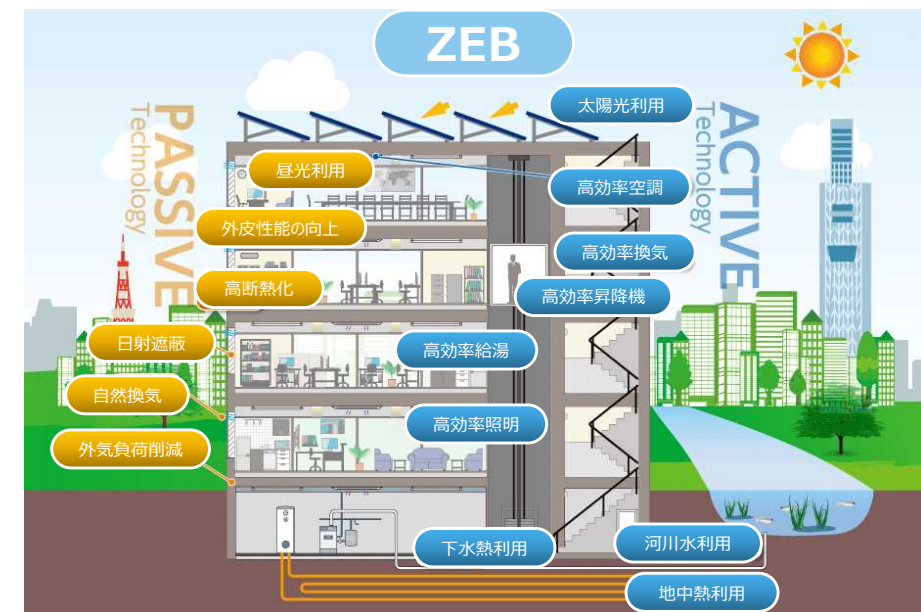 ZEB
PASSIVE
Technology
ACTIVE
Technology
太陽光利用
昼光利用
高効率空調
外皮性能の向上
高効率換気
高断熱化
高効率昇降機
日射遮蔽
高効率給湯
自然換気
高効率照明
外気負荷削減
下水熱利用
河川水利用
地中熱利用